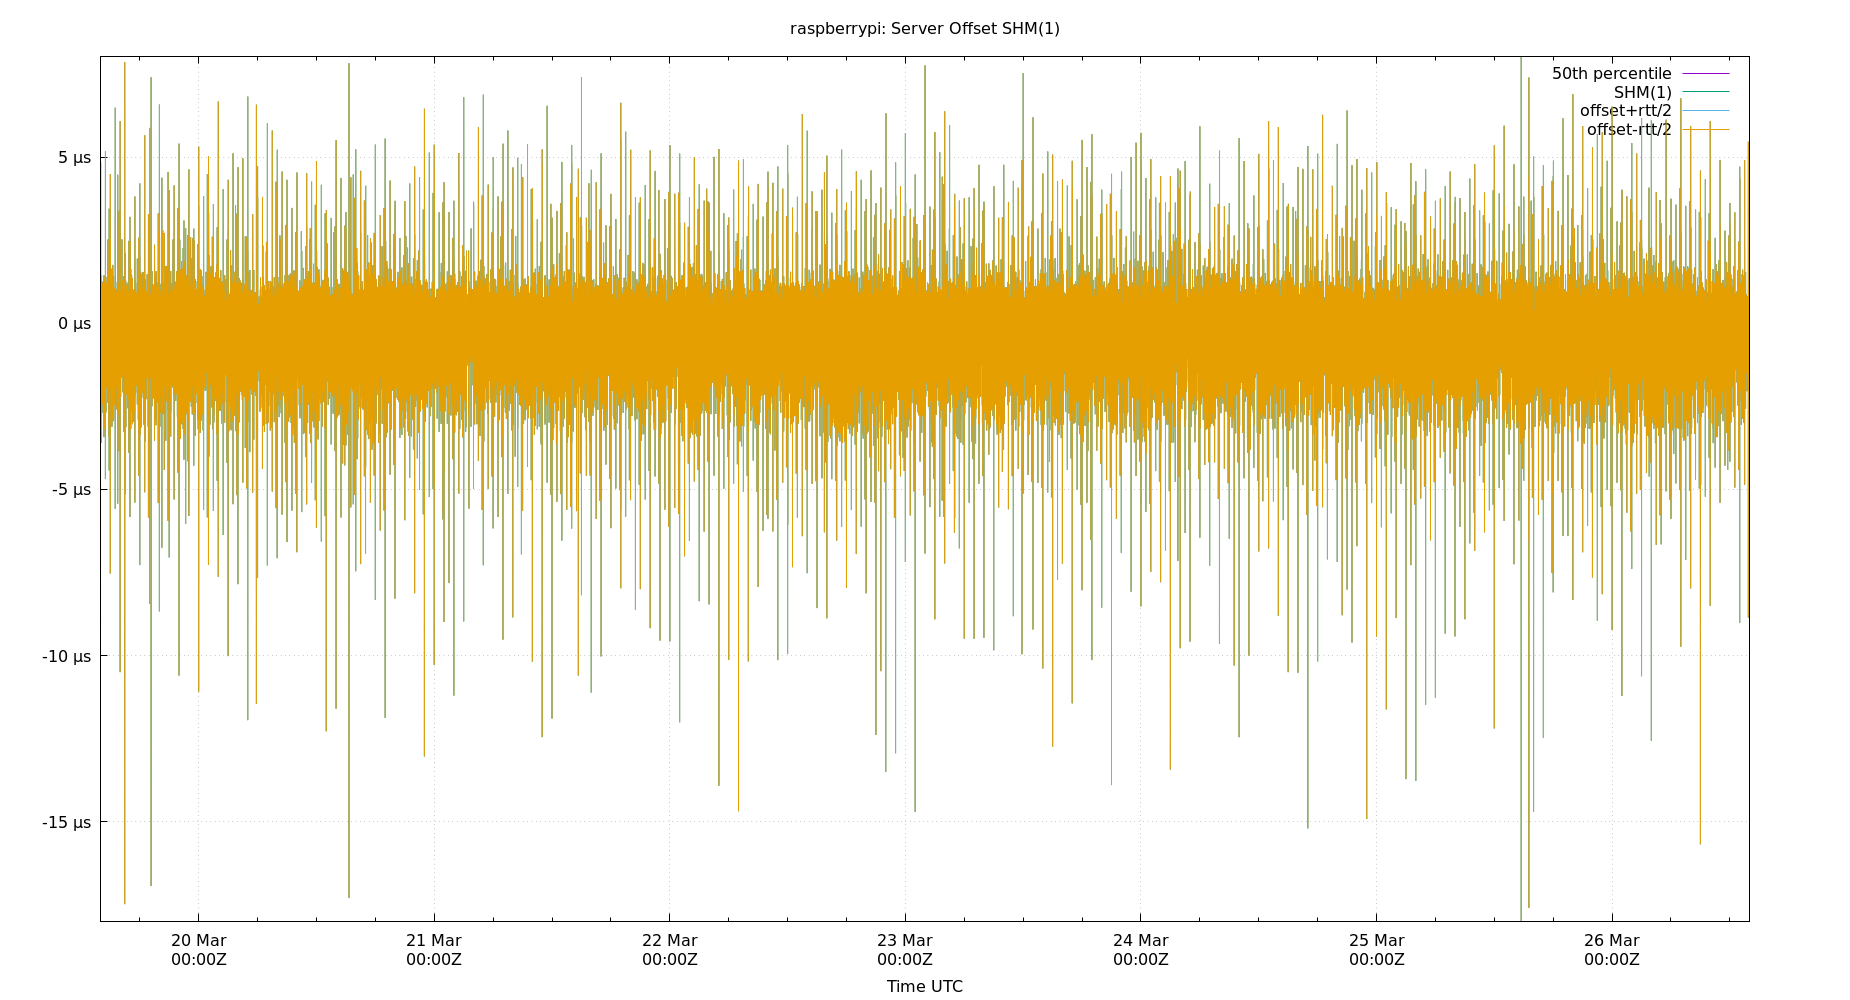 raspberrypi: Server Offset SHM(1)
50th percentile
SHM(1)
offset+rtt/2
offset-rtt/2
5 µs
0 µs
-5 µs
-10 µs
-15 µs
20 Mar
00:00Z
21 Mar
00:00Z
22 Mar
00:00Z
23 Mar
00:00Z
24 Mar
00:00Z
25 Mar
00:00Z
26 Mar
00:00Z
Time UTC